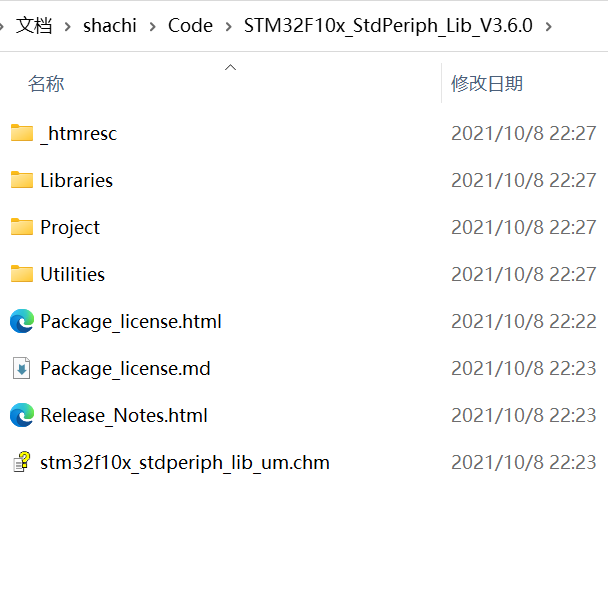 文档 > shachi > Code > STM32F10x_StdPeriph_Lib_V3.6.0 >
名称 修改日期
_htmresc 2021/10/8 22:27
Libraries 2021/10/8 22:27
Project 2021/10/8 22:27
Utilities 2021/10/8 22:27
Package_license.html 2021/10/8 22:22
Package_license.md 2021/10/8 22:23
Release_Notes.html 2021/10/8 22:23
stm32f10x_stdperiph_lib_um.chm 2021/10/8 22:23